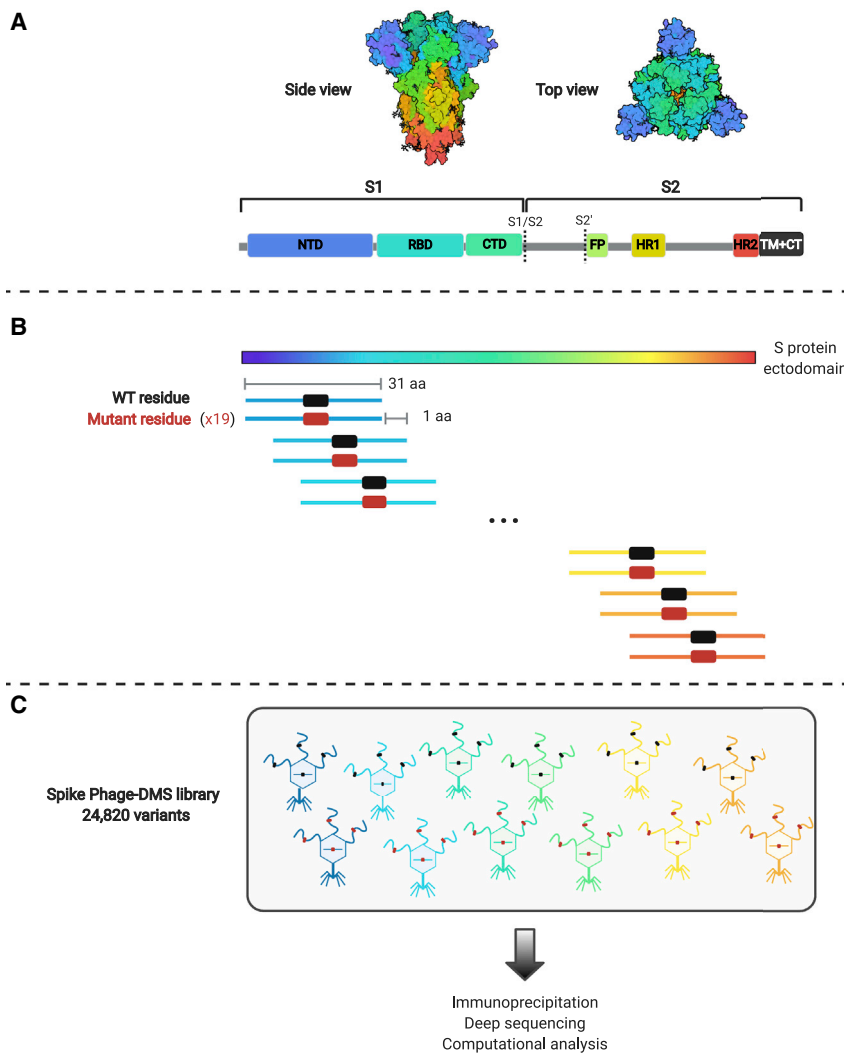 A
Side view
Top view
S1
S2
S1/S2
S2'
NTD
RBD
CTD
FP
HR1
HR2
TM+CT
B
S protein
ectodomain
31 aa
WT residue
Mutant residue (x19)
1 aa
...
C
Spike Phage-DMS library
24,820 variants
Immunoprecipitation
Deep sequencing
Computational analysis